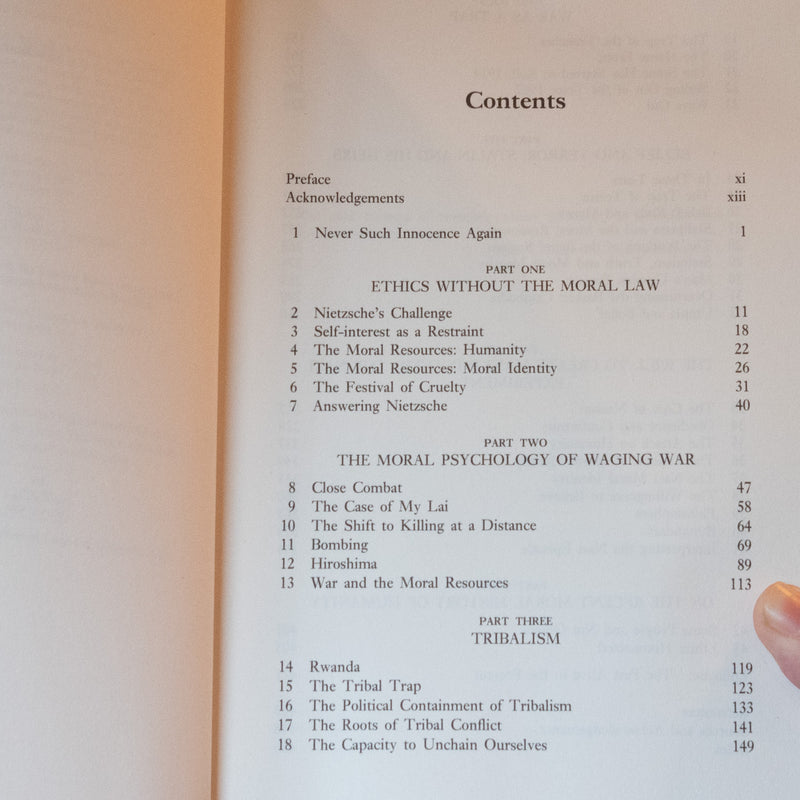 Contents
Preface xi
Acknowledgements xiii
1 Never Such Innocence Again 1
PART ONE
ETHICS WITHOUT THE MORAL LAW
2 Nietzsche's Challenge 11
3 Self-interest as a Restraint 18
4 The Moral Resources: Humanity 22
5 The Moral Resources: Moral Identity 26
6 The Festival of Cruelty 31
7 Answering Nietzsche 40
PART TWO
THE MORAL PSYCHOLOGY OF WAGING WAR
8 Close Combat 47
9 The Case of My Lai 58
10 The Shift to Killing at a Distance 64
11 Bombing 69
12 Hiroshima 89
13 War and the Moral Resources 113
PART THREE
TRIBALISM
14 Rwanda 119
15 The Tribal Trap 123
16 The Political Containment of Tribalism 133
17 The Roots of Tribal Conflict 141
18 The Capacity to Unchain Ourselves 149